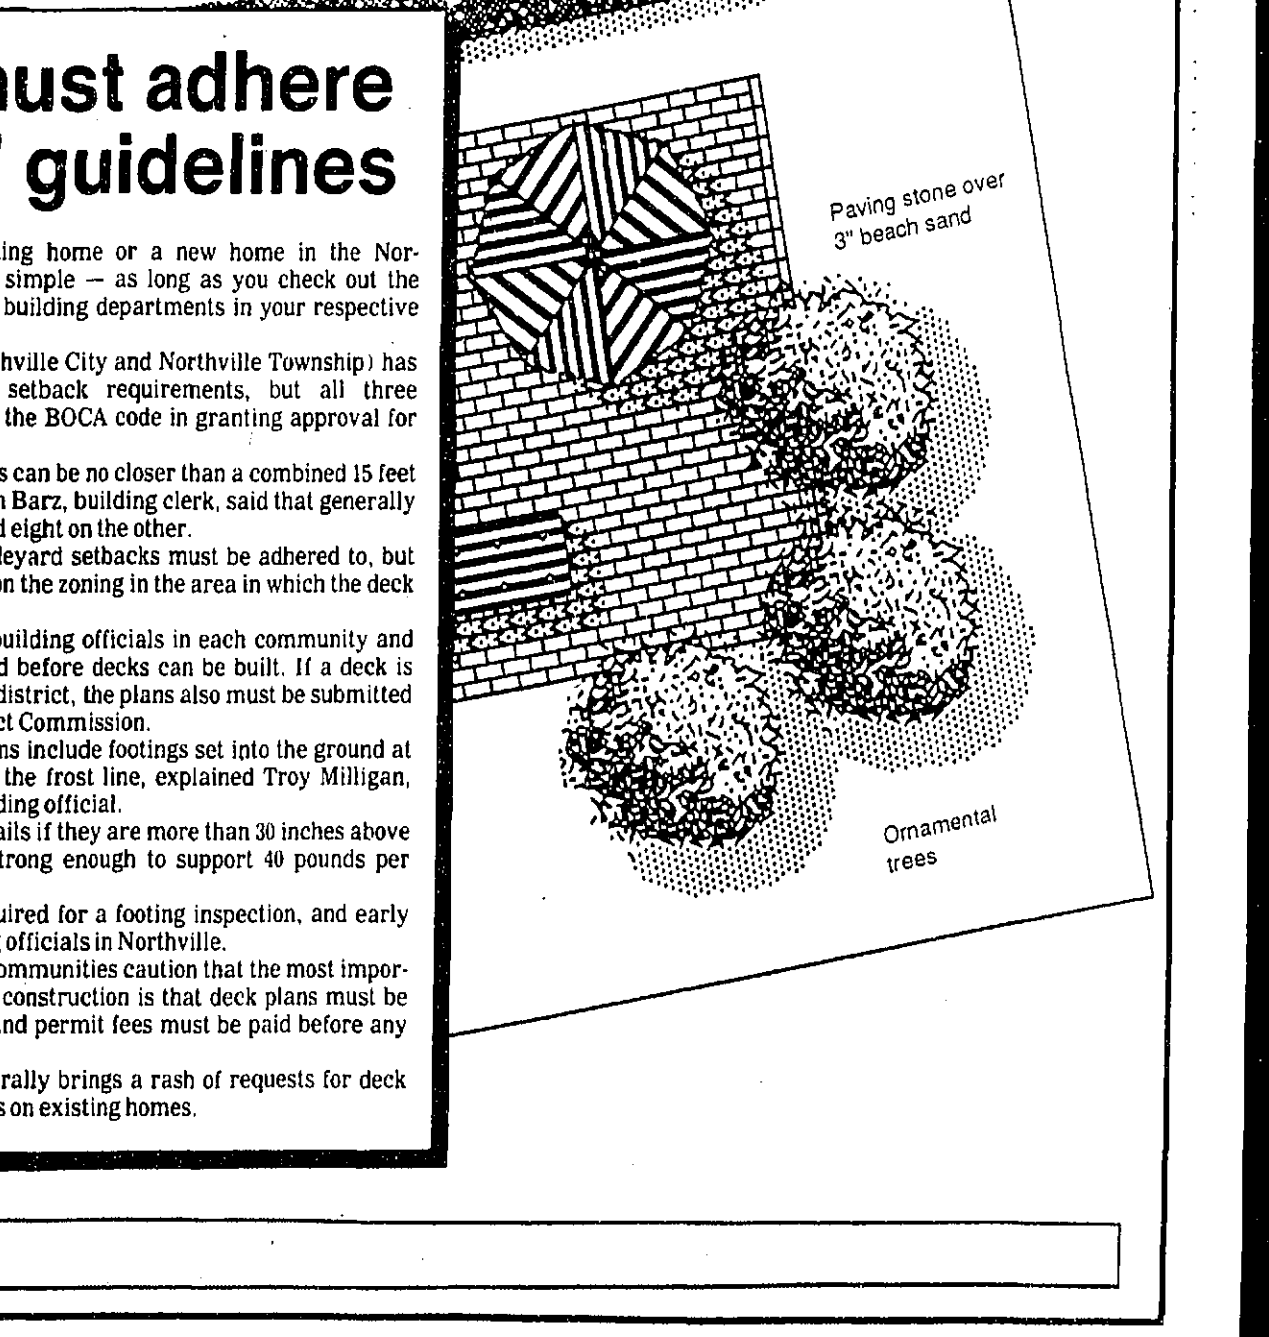 must adhere
guidelines
ing home or a new home in the Nor-
simple — as long as you check out the
building departments in your respective
hville City and Northville Township) has
setback requirements, but all three
the BOCA code in granting approval for
s can be no closer than a combined 15 feet
n Barz, building clerk, said that generally
d eight on the other.
eyard setbacks must be adhered to, but
on the zoning in the area in which the deck
building officials in each community and
d before decks can be built. If a deck is
district, the plans also must be submitted
ct Commission.
ns include footings set into the ground at
the frost line, explained Troy Milligan,
ding official.
ails if they are more than 30 inches above
trong enough to support 40 pounds per
uired for a footing inspection, and early
officials in Northville.
ommunities caution that the most impor-
construction is that deck plans must be
and permit fees must be paid before any
rally brings a rash of requests for deck
s on existing homes.
Paving stone over
3" beach sand
Ornamental
trees